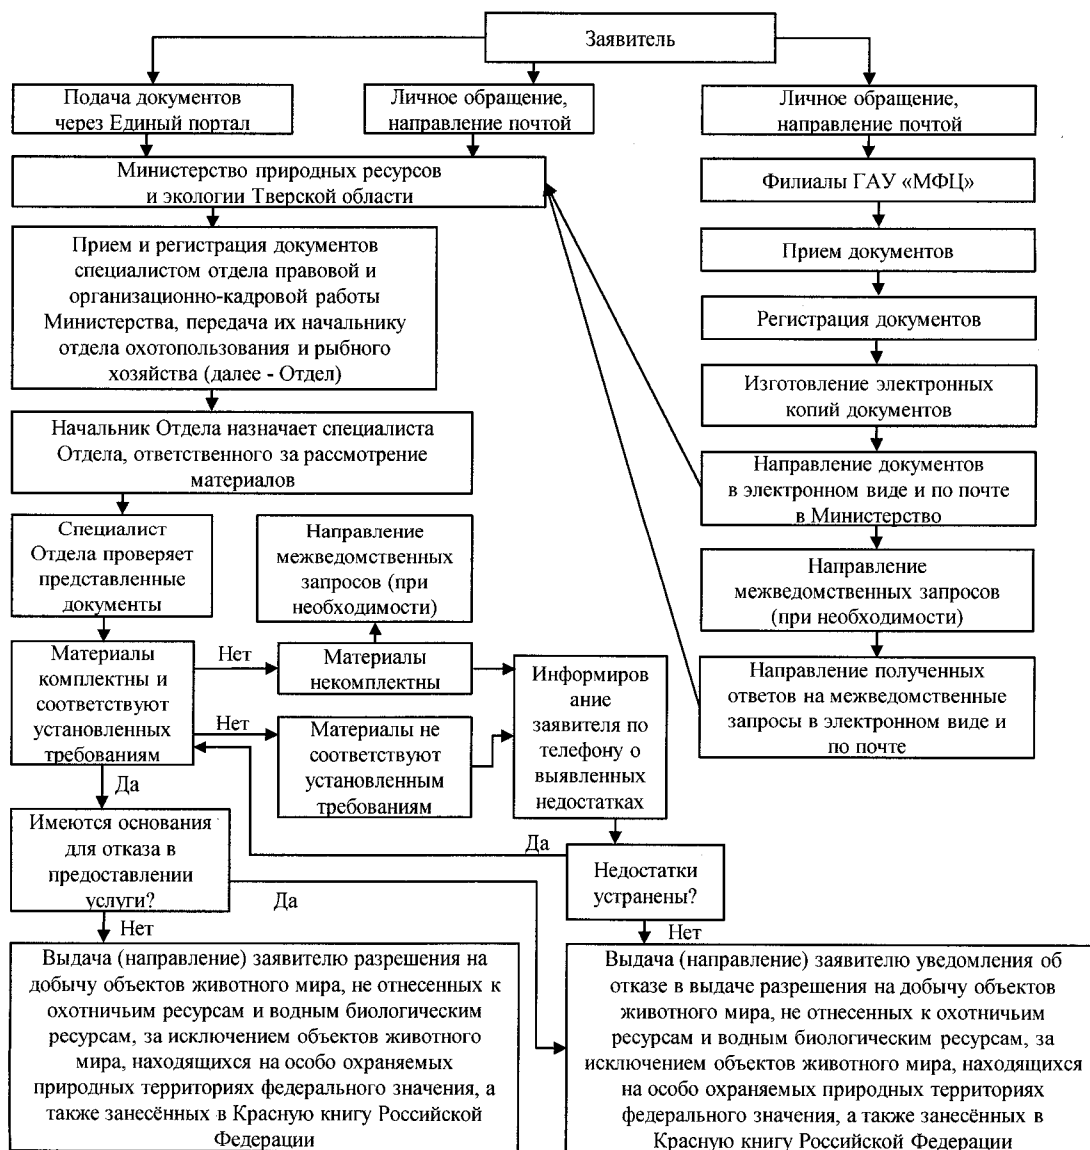 Заявитель
Подача документов
через Единый портал
Личное обращение,
направление почтой
Личное обращение,
направление почтой
Министерство природных ресурсов
и экологии Тверской области
Филиалы ГАУ «МФЦ»
Прием и регистрация документов
специалистом отдела правовой и
организационно-кадровой работы
Министерства, передача их начальнику
отдела охотопользования и рыбного
хозяйства (далее - Отдел)
Прием документов
Регистрация документов
Изготовление электронных
копий документов
Начальник Отдела назначает специалиста
Отдела, ответственного за рассмотрение
материалов
Направление документов
в электронном виде и по почте
в Министерство
Специалист
Отдела проверяет
представленные
документы
Направление
межведомственных
запросов (при
необходимости)
Направление
межведомственных запросов
(при необходимости)
Материалы
комплектны и
соответствуют
установленных
требованиям
Нет
Материалы
некомплектны
Нет
Материалы не
соответствуют
установленным
требованиям
Информиров
ание
заявителя по
телефону о
выявленных
недостатках
Направление полученных
ответов на межведомственные
запросы в электронном виде и
по почте
Да
Имеются основания
для отказа в
предоставлении
услуги?
Да
Недостатки
устранены?
Да
Нет
Нет
Выдача (направление) заявителю разрешения на
добычу объектов животного мира, не отнесенных к
охотничьим ресурсам и водным биологическим
ресурсам, за исключением объектов животного
мира, находящихся на особо охраняемых
природных территориях федерального значения, а
также занесённых в Красную книгу Российской
Федерации
Выдача (направление) заявителю уведомления об
отказе в выдаче разрешения на добычу объектов
животного мира, не отнесенных к охотничьим
ресурсам и водным биологическим ресурсам, за
исключением объектов животного мира, находящихся
на особо охраняемых природных территориях
федерального значения, а также занесённых в
Красную книгу Российской Федерации